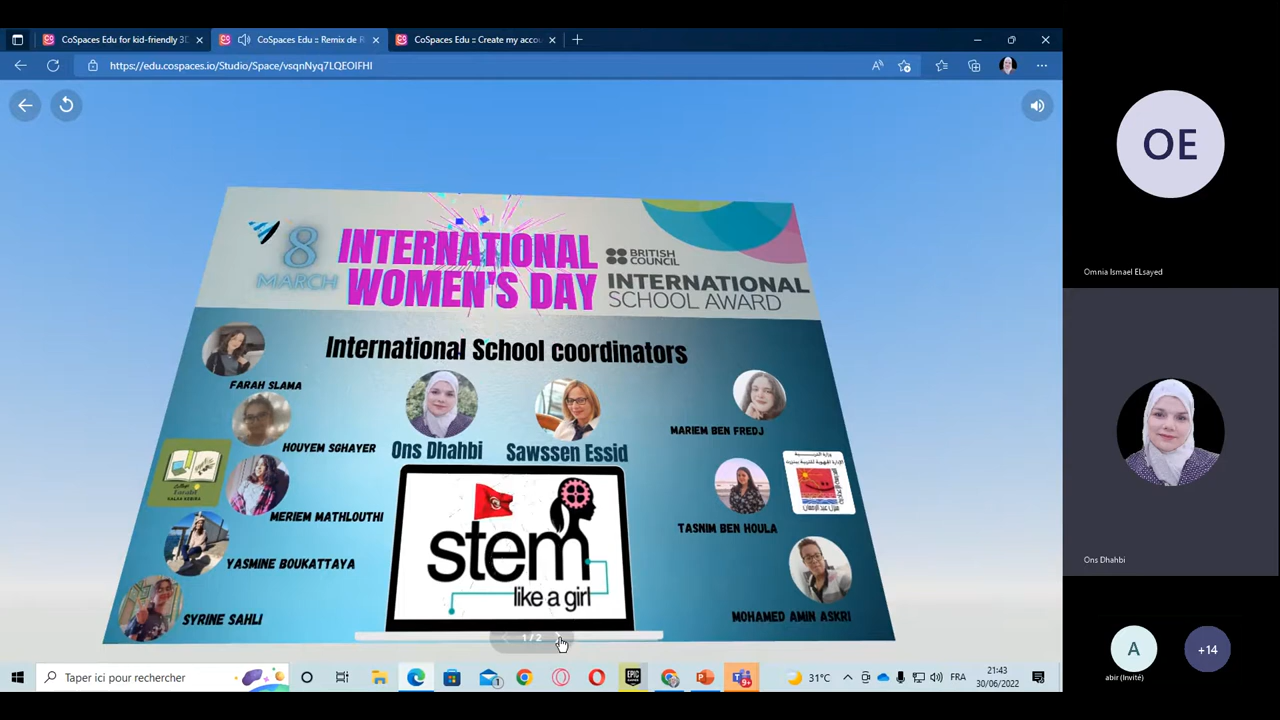 CoSpaces Edu for kid-friendly 3D
CoSpaces Edu :: Remix de R
CoSpaces Edu :: Create my accou
https://edu.cospaces.io/Studio/Space/vsqnNyq7LQEOIFHI
8
MARCH
INTERNATIONAL
WOMEN'S DAY
BRITISH
COUNCIL
INTERNATIONAL
SCHOOL AWARD
International School coordinators
FARAH SLAMA
HOUYEM SGHAYER
MERIEM MATHLOUTHI
YASMINE BOUKATTAYA
SYRINE SAHLI
Ons Dhahbi
Sawssen Essid
MARIEM BEN FREDJ
TASNIM BEN HOULA
MOHAMED AMIN ASKRI
stem
like a girl
1 / 2
OE
Omnia Ismael ELsayed
Ons Dhahbi
A
+14
abir (Invité)
Taper ici pour rechercher
EPIC
31°C
FRA
21:43
30/06/2022